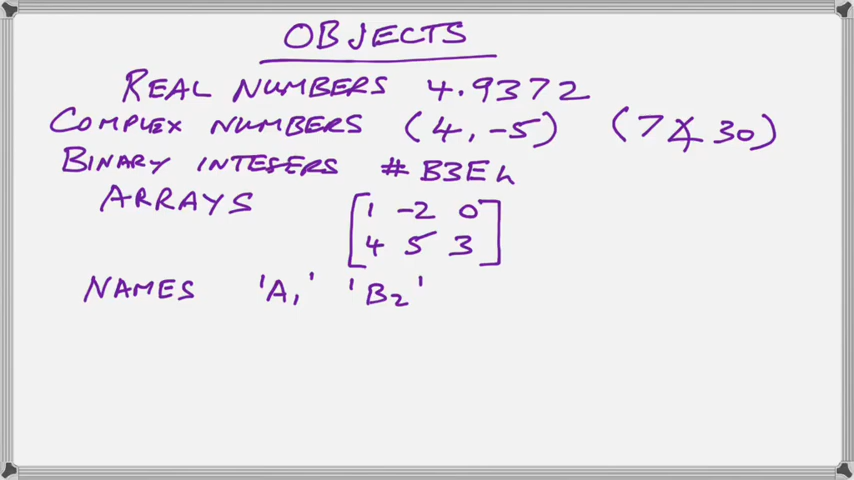 OBJECTS
REAL NUMBERS 4.9372
COMPLEX NUMBERS (4, -5) (7∡30)
BINARY INTEGERS #B3Eh
ARRAYS
[1 -2 0
4 5 3]
NAMES 'A₁' 'B₂'